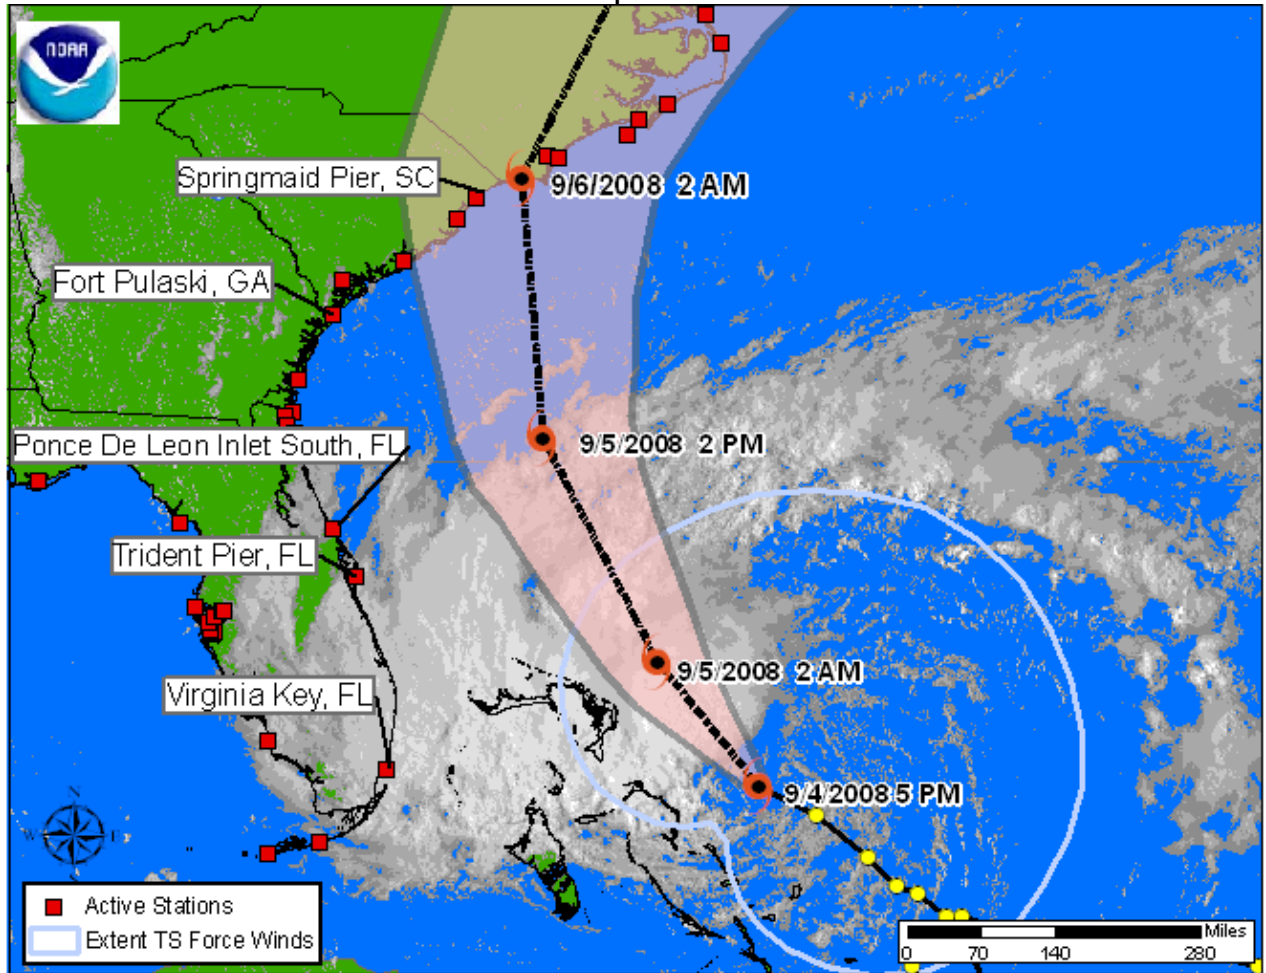 NOAA
Springmaid Pier, SC
9/6/2008 2 AM
Fort Pulaski, GA
Ponce De Leon Inlet South, FL
9/5/2008 2 PM
Trident Pier, FL
9/5/2008 2 AM
Virginia Key, FL
9/4/2008 5 PM
N
W
E
Active Stations
Extent TS Force Winds
Miles
0 70 140 280